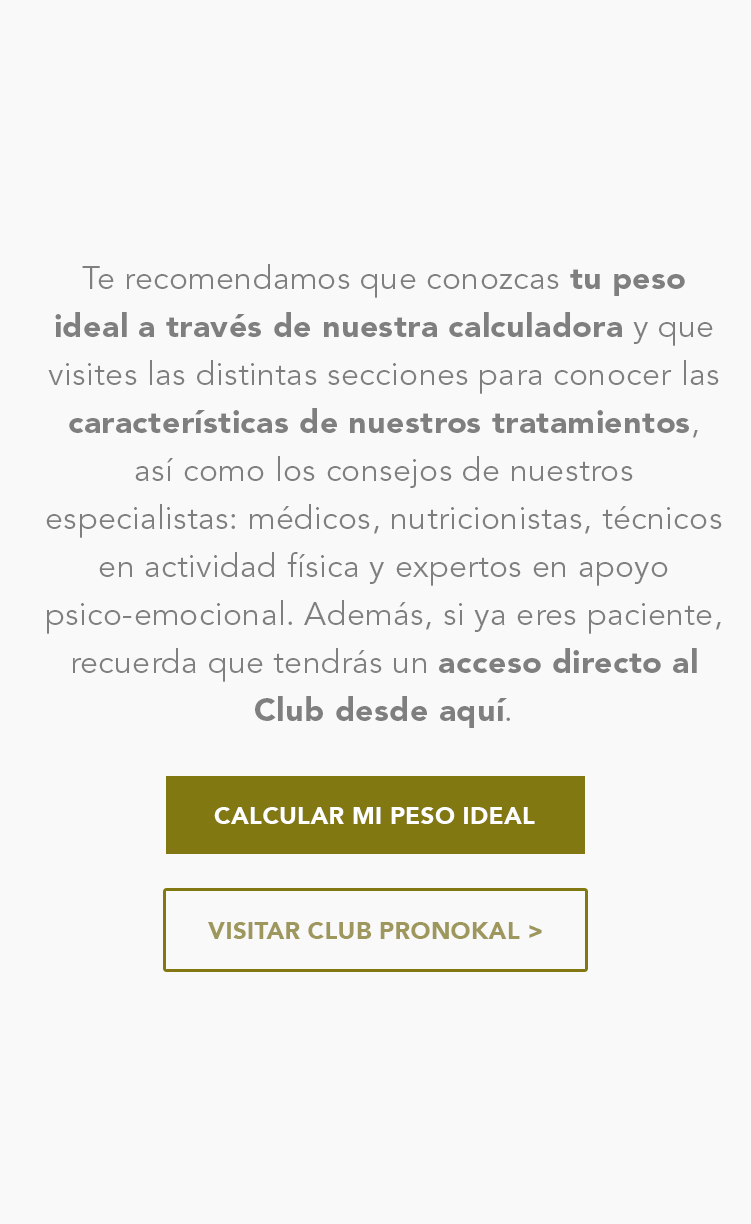 Te recomendamos que conozcas tu peso
ideal a través de nuestra calculadora y que
visites las distintas secciones para conocer las
características de nuestros tratamientos,
así como los consejos de nuestros
especialistas: médicos, nutricionistas, técnicos
en actividad física y expertos en apoyo
psico-emocional. Además, si ya eres paciente,
recuerda que tendrás un acceso directo al
Club desde aquí.
CALCULAR MI PESO IDEAL
VISITAR CLUB PRONOKAL >